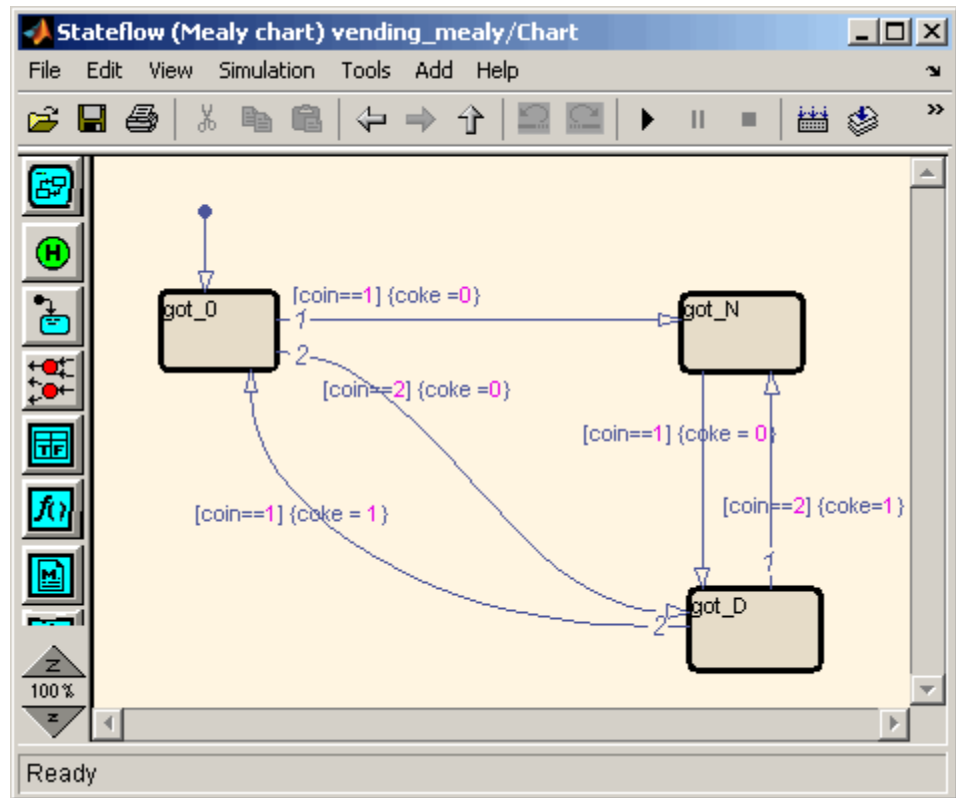 Stateflow (Mealy chart) vending_mealy/Chart
File Edit View Simulation Tools Add Help
»
H
TF
f()
M
got_0
[coin==1] {coke =0}
1
got_N
2
[coin==2] {coke =0}
[coin==1] {coke = 0}
[coin==1] {coke = 1}
[coin==2] {coke=1}
1
got_D
2
Z
100%
z
Ready